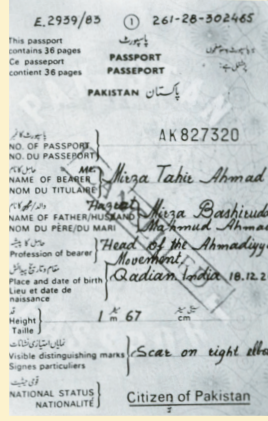 E.2939/83 ① 261-28-302465
This passport
contains 36 pages
Ce passeport
contient 36 pages
پاسپورٹ
PASSPORT
PASSEPORT
PAKISTAN پاکستان
NO. OF PASSPORT
NO. DU PASSEPORT
AK827320
NAME OF BEARER
NOM DU TITULAIRE
Mr. Mirza Tahir Ahmad
NAME OF FATHER/HUSBAND
NOM DU PÈRE/DU MARI
Hazrat Mirza Bashirud
Mahmud Ahmad
Profession of bearer
Head of the Ahmadiyya
Movement,
Place and date of birth
Lieu et date de
naissance
Qadian India 18.12.2
Height
Taille
1 m 67 cm
Visible distinguishing marks
Signes particuliers
Scar on right elbo
NATIONAL STATUS
NATIONALITÉ
Citizen of Pakistan